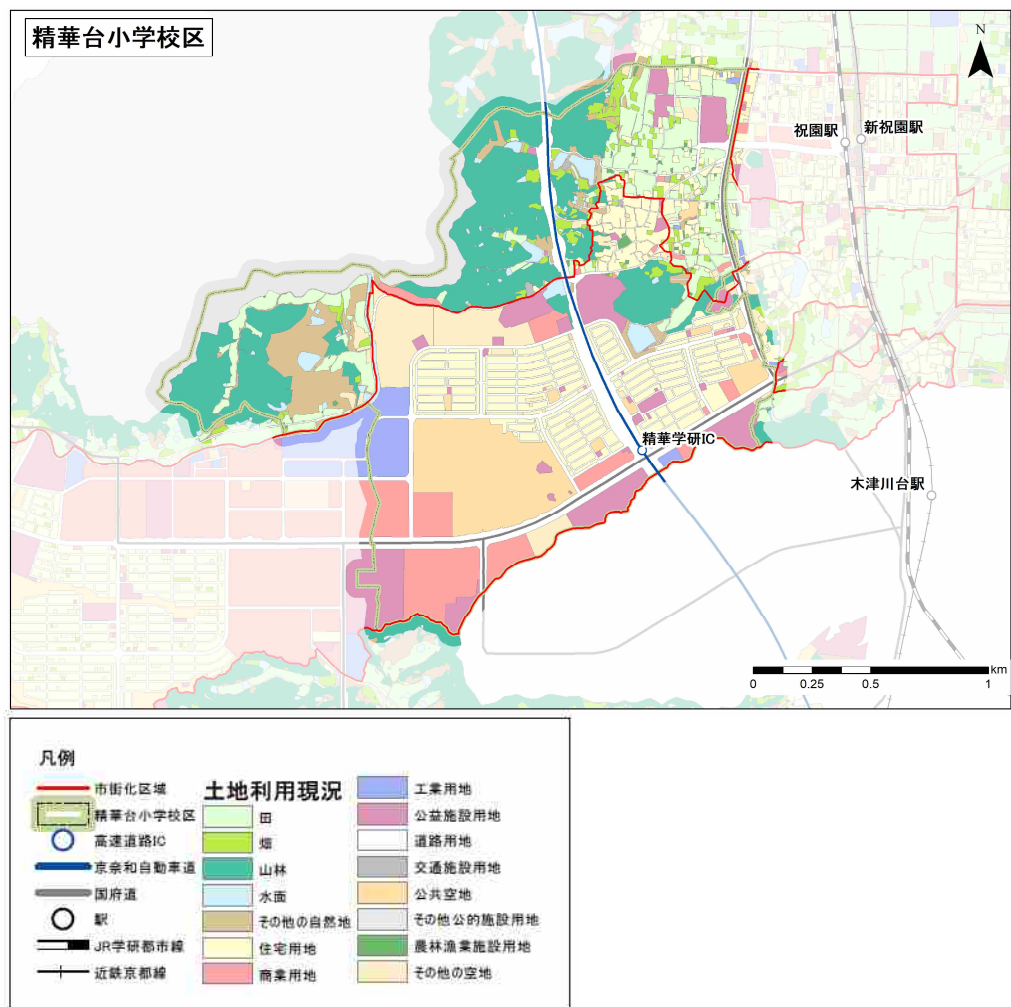 精華台小学校区
N
祝園駅
新祝園駅
精華学研IC
木津川台駅
km
0 0.25 0.5 1
凡例
市街化区域
精華台小学校区
高速道路IC
京奈和自動車道
国府道
駅
JR学研都市線
近鉄京都線
土地利用現況
田
畑
山林
水面
その他の自然地
住宅用地
商業用地
工業用地
公益施設用地
道路用地
交通施設用地
公共空地
その他公的施設用地
農林漁業施設用地
その他の空地